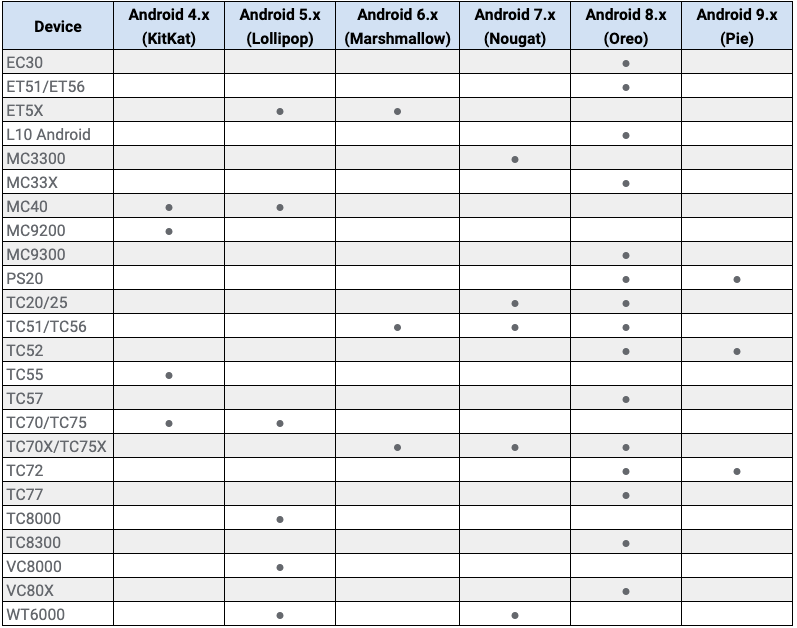 Device Android 4.x (KitKat) Android 5.x (Lollipop) Android 6.x (Marshmallow) Android 7.x (Nougat) Android 8.x (Oreo) Android 9.x (Pie)
EC30 ●
ET51/ET56 ●
ET5X ● ●
L10 Android ●
MC3300 ●
MC33X ●
MC40 ● ●
MC9200 ●
MC9300 ●
PS20 ● ●
TC20/25 ● ●
TC51/TC56 ● ● ●
TC52 ● ●
TC55 ●
TC57 ●
TC70/TC75 ● ●
TC70X/TC75X ● ● ●
TC72 ● ●
TC77 ●
TC8000 ●
TC8300 ●
VC8000 ●
VC80X ●
WT6000 ● ●